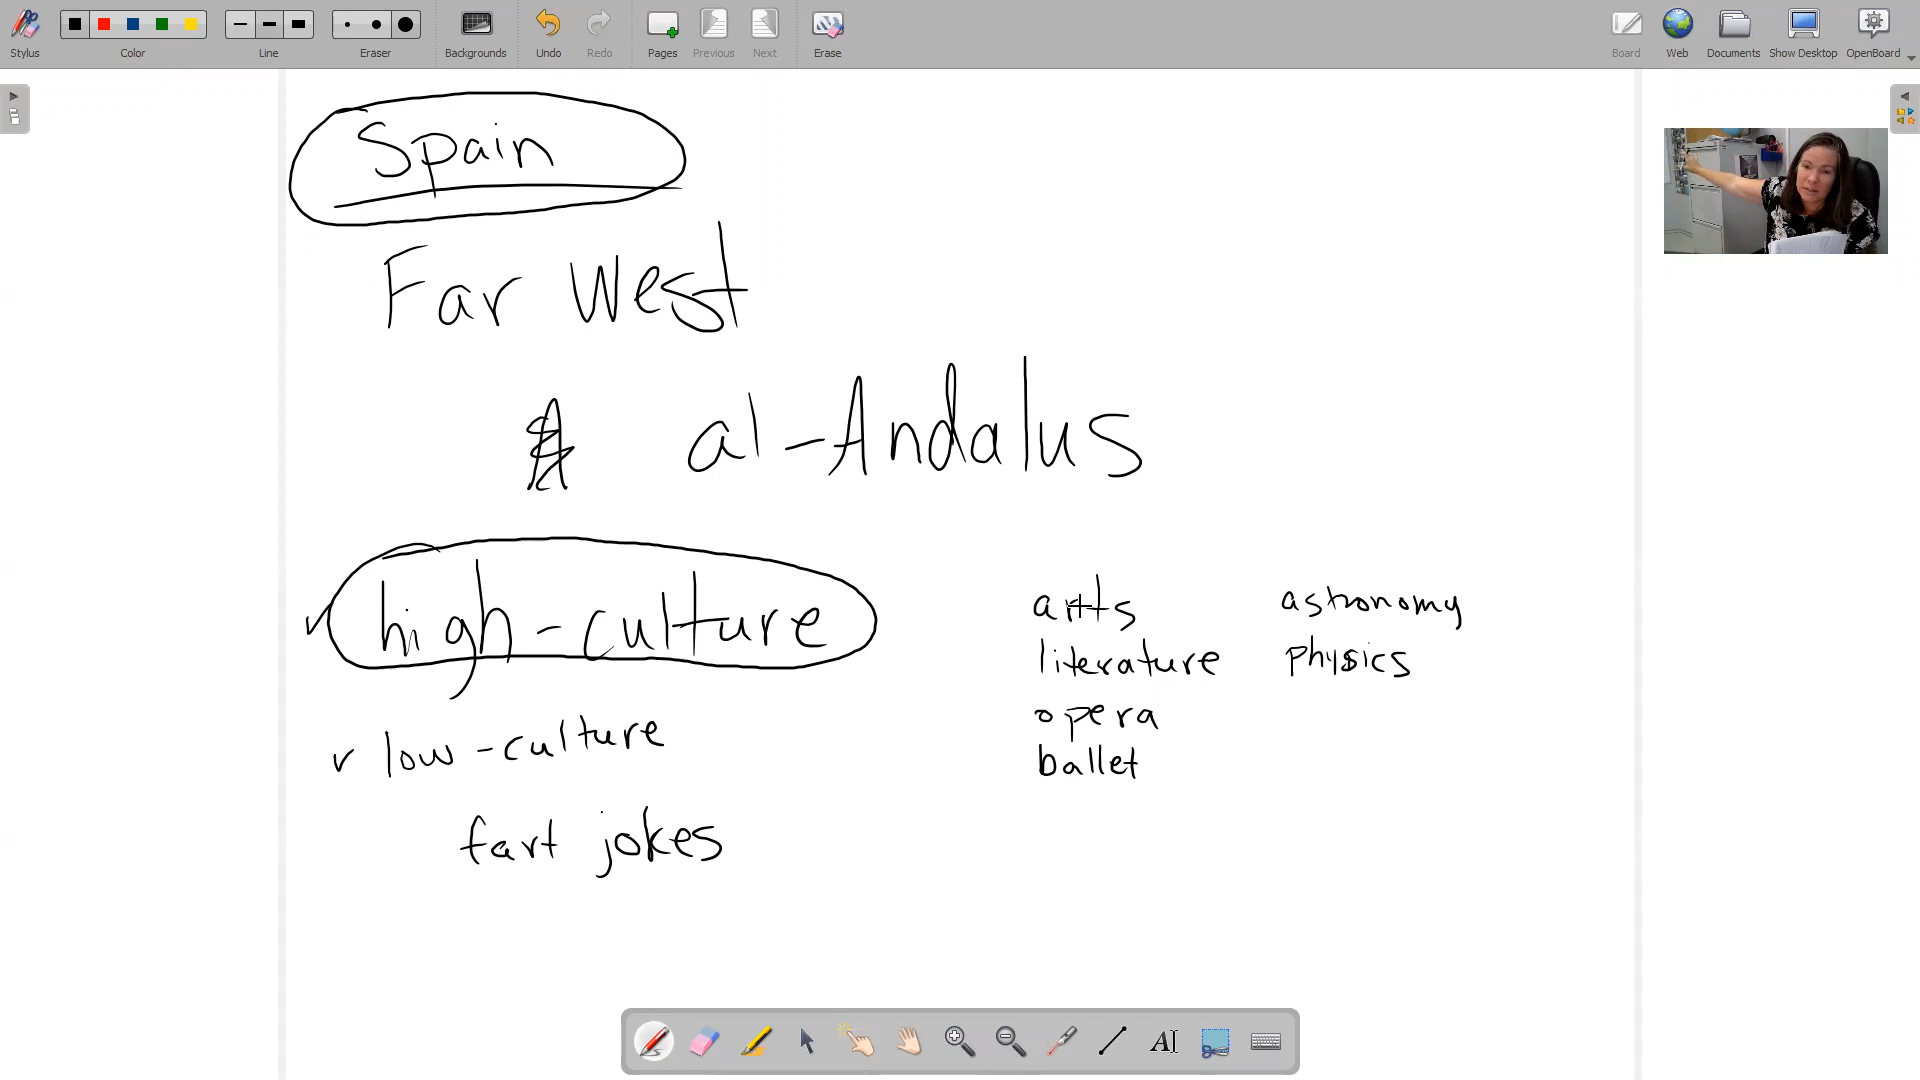 Stylus
Color
Line
Eraser
Backgrounds
Undo
Redo
Pages
Previous
Next
Erase
Board
Web
Documents
Show Desktop
OpenBoard
Spain
Far West
al-Andalus
high-culture
low-culture
fart jokes
arts
literature
opera
ballet
astronomy
physics
AI